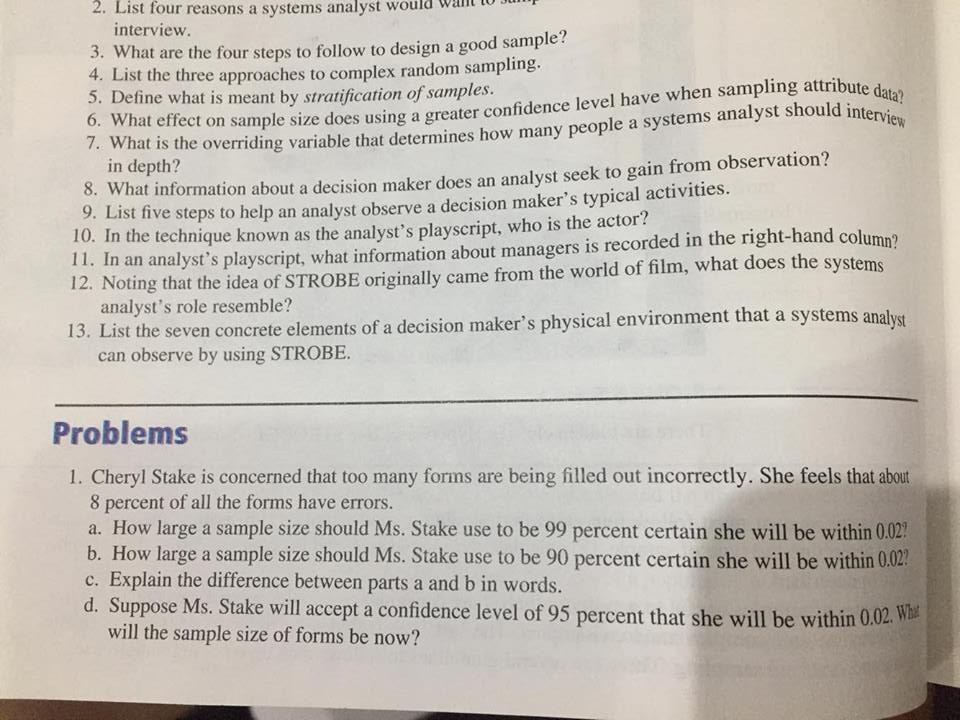 2. List four reasons a systems analyst would want to
interview.
3. What are the four steps to follow to design a good sample?
4. List the three approaches to complex random sampling.
5. Define what is meant by stratification of samples.
6. What effect on sample size does using a greater confidence level have when sampling attribute data?
7. What is the overriding variable that determines how many people a systems analyst should interview
in depth?
8. What information about a decision maker does an analyst seek to gain from observation?
9. List five steps to help an analyst observe a decision maker's typical activities.
10. In the technique known as the analyst's playscript, who is the actor?
11. In an analyst's playscript, what information about managers is recorded in the right-hand column?
12. Noting that the idea of STROBE originally came from the world of film, what does the systems
analyst's role resemble?
13. List the seven concrete elements of a decision maker's physical environment that a systems analyst
can observe by using STROBE.
Problems
1. Cheryl Stake is concerned that too many forms are being filled out incorrectly. She feels that about
8 percent of all the forms have errors.
a. How large a sample size should Ms. Stake use to be 99 percent certain she will be within 0.02?
b. How large a sample size should Ms. Stake use to be 90 percent certain she will be within 0.02?
c. Explain the difference between parts a and b in words.
d. Suppose Ms. Stake will accept a confidence level of 95 percent that she will be within 0.02. What
will the sample size of forms be now?